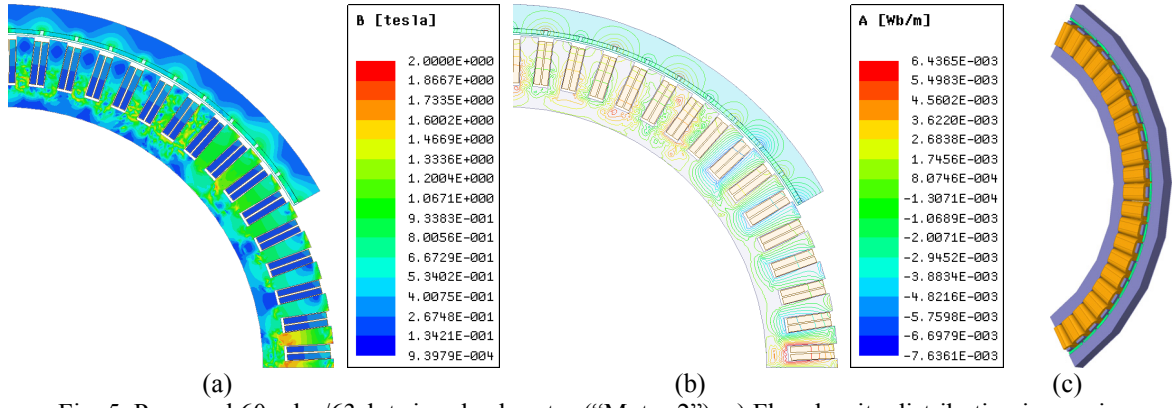 B [tesla]
2.0000E+000
1.8667E+000
1.7335E+000
1.6002E+000
1.4669E+000
1.3336E+000
1.2004E+000
1.0671E+000
9.3383E-001
8.0056E-001
6.6729E-001
5.3402E-001
4.0075E-001
2.6748E-001
1.3421E-001
9.3979E-004
A [Wb/m]
6.4365E-003
5.4983E-003
4.5602E-003
3.6220E-003
2.6838E-003
1.7456E-003
8.0746E-004
-1.3071E-004
-1.0689E-003
-2.0071E-003
-2.9452E-003
-3.8834E-003
-4.8216E-003
-5.7598E-003
-6.6979E-003
-7.6361E-003
(a)
(b)
(c)